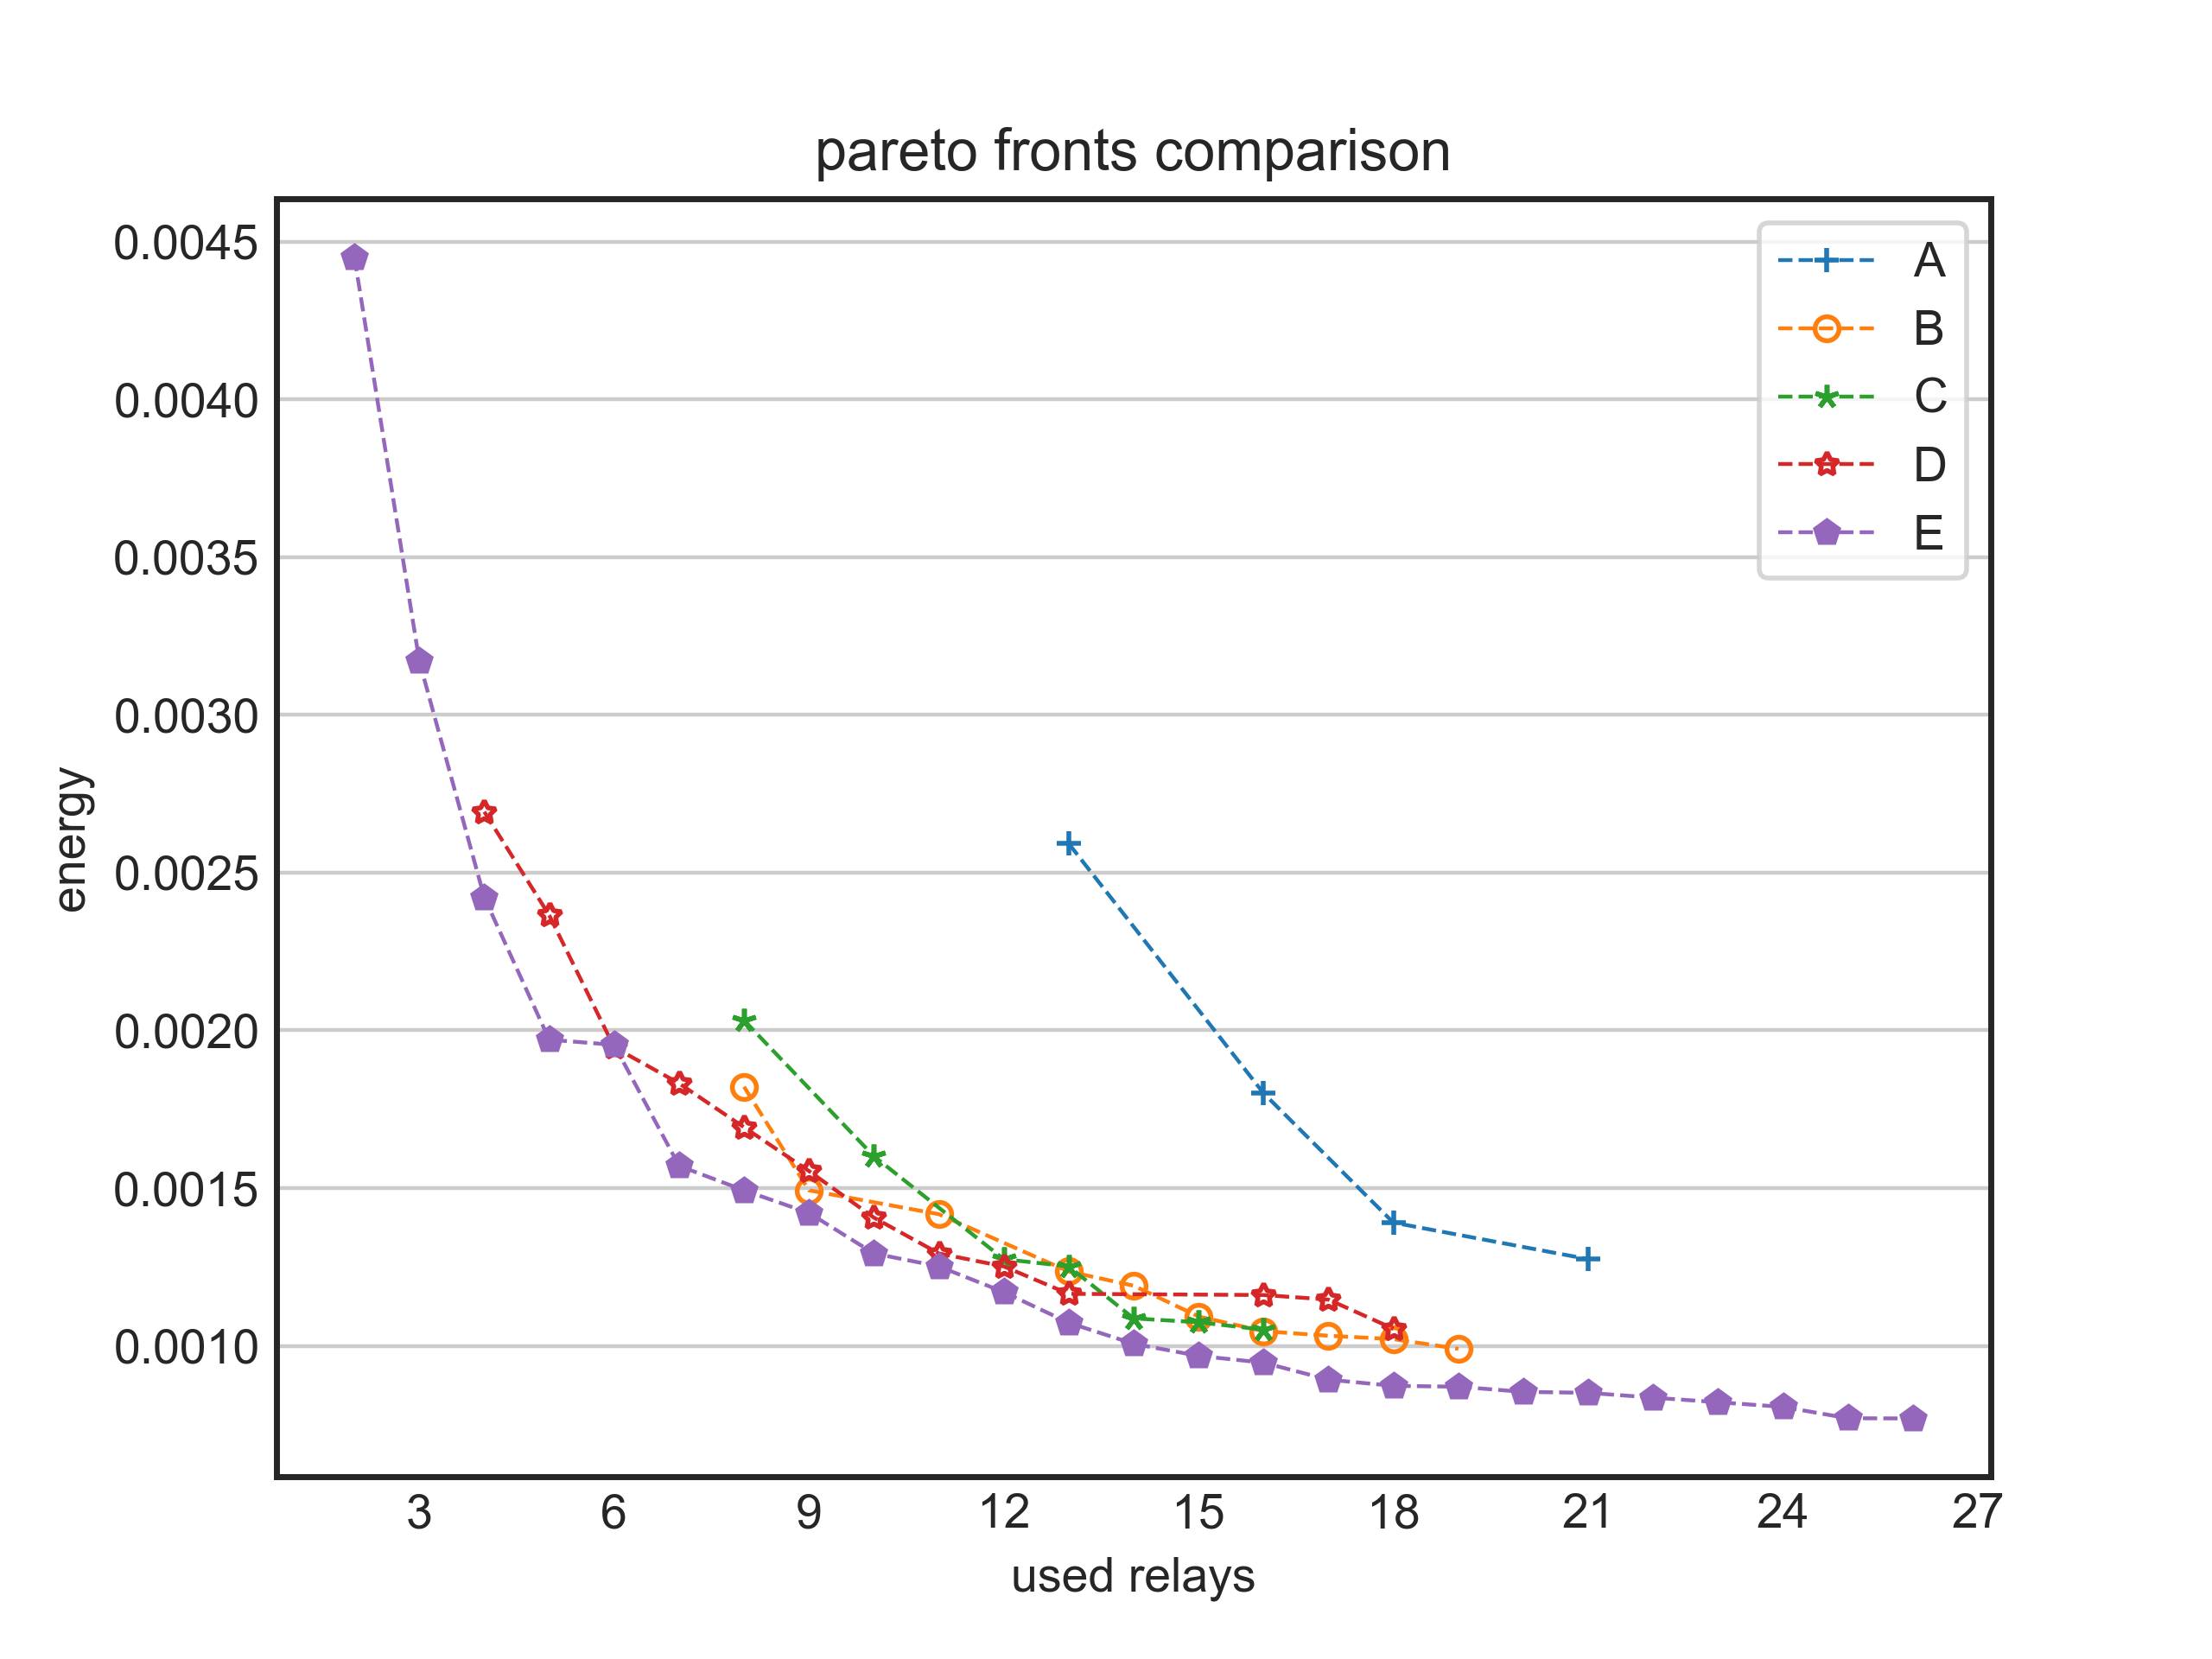 pareto fronts comparison
0.0045
0.0040
0.0035
0.0030
0.0025
0.0020
0.0015
0.0010
energy
A
B
C
D
E
3 6 9 12 15 18 21 24 27
used relays